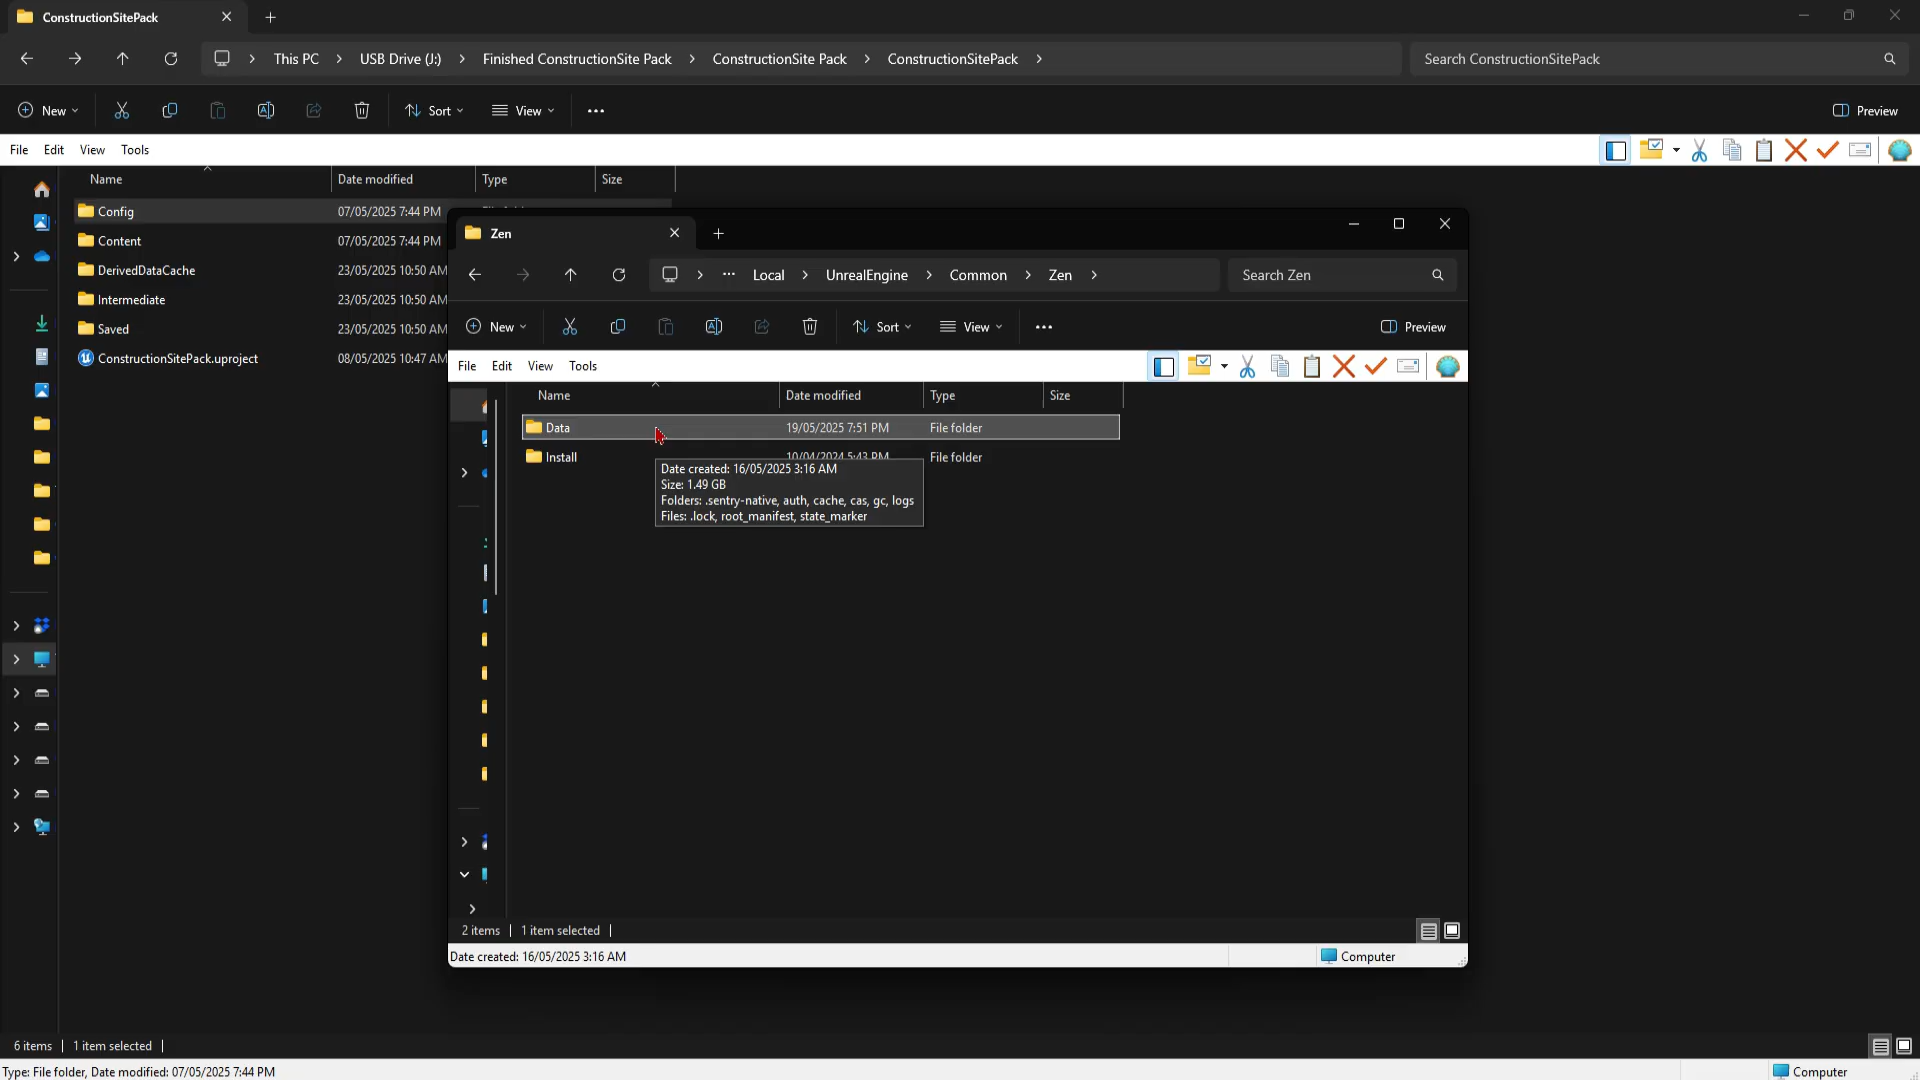 ConstructionSitePack
This PC
USB Drive (J:)
Finished ConstructionSite Pack
ConstructionSite Pack
ConstructionSitePack
Search ConstructionSitePack
New
Sort
View
Preview
File Edit View Tools
Name Date modified Type Size
Config 07/05/2025 7:44 PM
Content 07/05/2025 7:44 PM
DerivedDataCache 23/05/2025 10:50 AM
Intermediate 23/05/2025 10:50 AM
Saved 23/05/2025 10:50 AM
ConstructionSitePack.uproject 08/05/2025 10:47 AM
Zen
Local UnrealEngine Common Zen
Search Zen
New
Sort
View
Preview
File Edit View Tools
Name Date modified Type Size
Data 19/05/2025 7:51 PM File folder
Install 10/04/2024 5:43 PM File folder
Date created: 16/05/2025 3:16 AM
Size: 1.49 GB
Folders: .sentry-native, auth, cache, cas, gc, logs
Files: .lock, root_manifest, state_marker
2 items 1 item selected
Date created: 16/05/2025 3:16 AM
Computer
6 items 1 item selected
Type: File folder, Date modified: 07/05/2025 7:44 PM
Computer